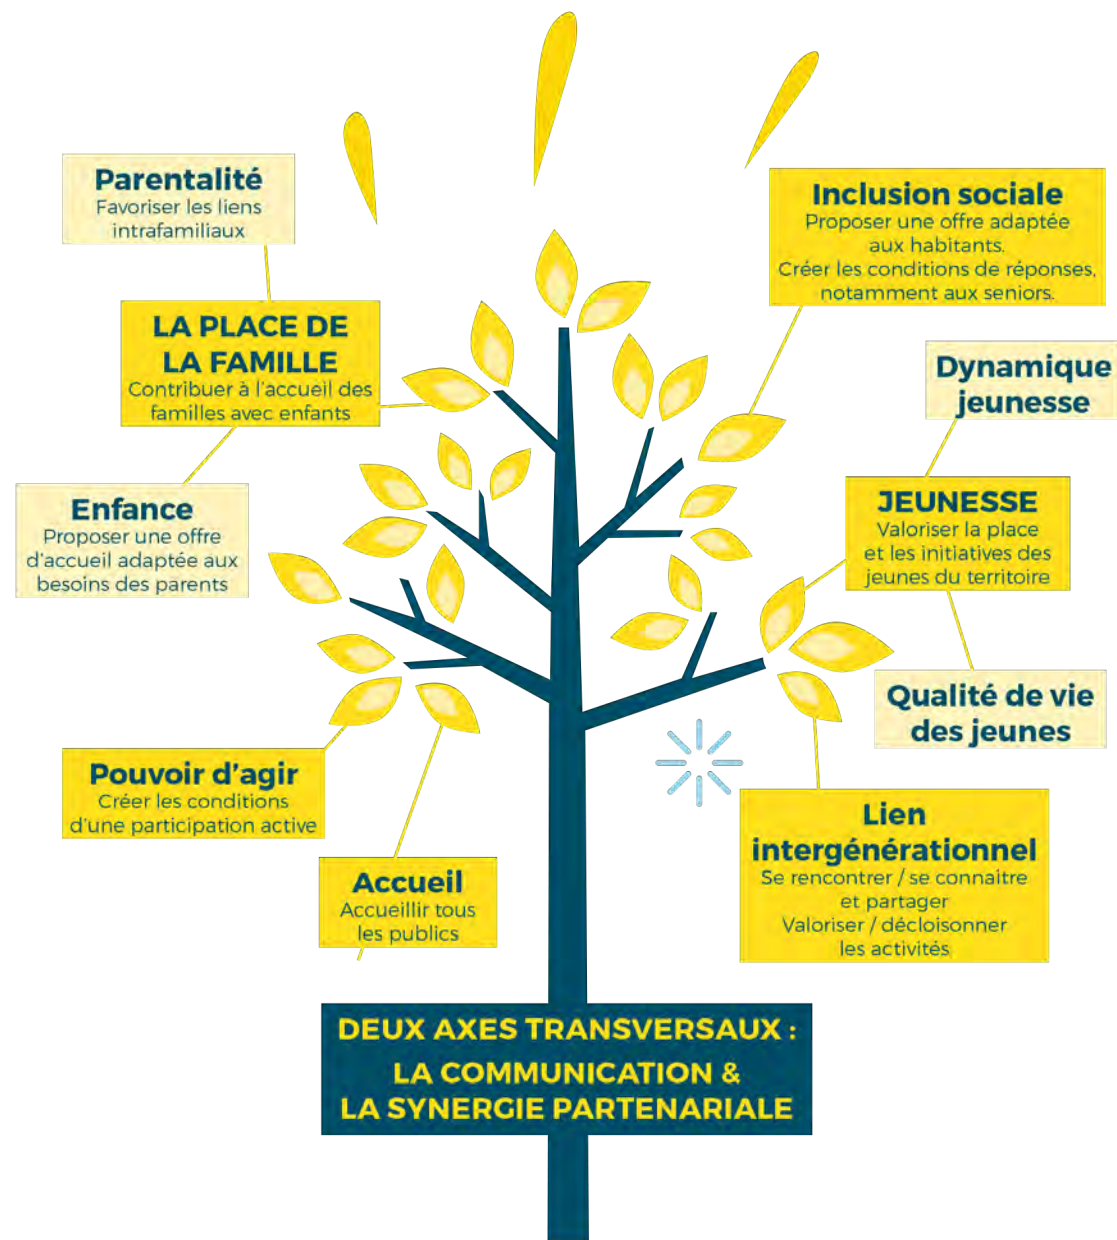 Parentalité
Favoriser les liens
intrafamiliaux
LA PLACE DE
LA FAMILLE
Contribuer à l'accueil des
familles avec enfants
Enfance
Proposer une offre
d'accueil adaptée aux
besoins des parents
Pouvoir d'agir
Créer les conditions
d'une participation active
Accueil
Accueillir tous
les publics
Inclusion sociale
Proposer une offre adaptée
aux habitants.
Créer les conditions de réponses,
notamment aux seniors.
Dynamique
jeunesse
JEUNESSE
Valoriser la place
et les initiatives des
jeunes du territoire
Qualité de vie
des jeunes
Lien
intergénérationnel
Se rencontrer / se connaitre
et partager
Valoriser / décloisonner
les activités
DEUX AXES TRANSVERSAUX :
LA COMMUNICATION &
LA SYNERGIE PARTENARIALE